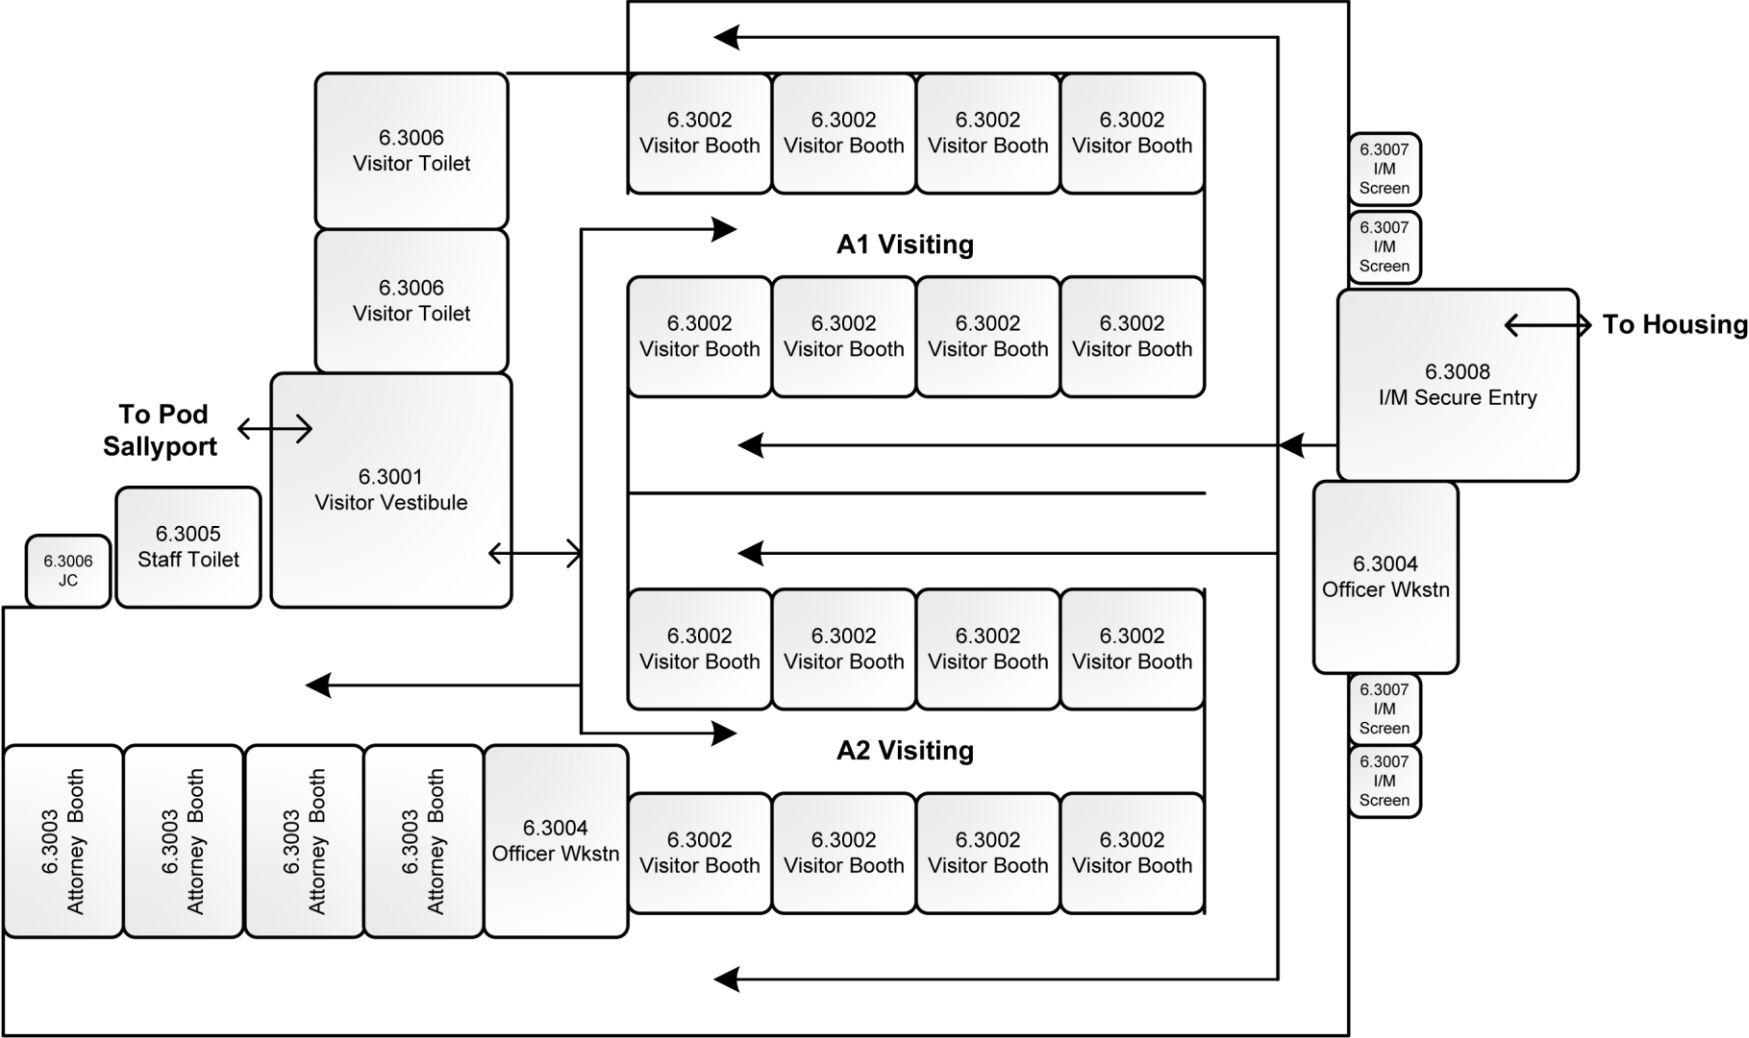 6.3006
Visitor Toilet
6.3002
Visitor Booth
6.3002
Visitor Booth
6.3002
Visitor Booth
6.3002
Visitor Booth
6.3007
I/M
Screen
6.3007
I/M
Screen
A1 Visiting
6.3006
Visitor Toilet
6.3002
Visitor Booth
6.3002
Visitor Booth
6.3002
Visitor Booth
6.3002
Visitor Booth
To Housing
6.3008
I/M Secure Entry
To Pod
Sallyport
6.3001
Visitor Vestibule
6.3005
Staff Toilet
6.3006
JC
6.3004
Officer Wkstn
6.3002
Visitor Booth
6.3002
Visitor Booth
6.3002
Visitor Booth
6.3002
Visitor Booth
6.3007
I/M
Screen
6.3007
I/M
Screen
A2 Visiting
6.3003
Attorney Booth
6.3003
Attorney Booth
6.3003
Attorney Booth
6.3003
Attorney Booth
6.3004
Officer Wkstn
6.3002
Visitor Booth
6.3002
Visitor Booth
6.3002
Visitor Booth
6.3002
Visitor Booth